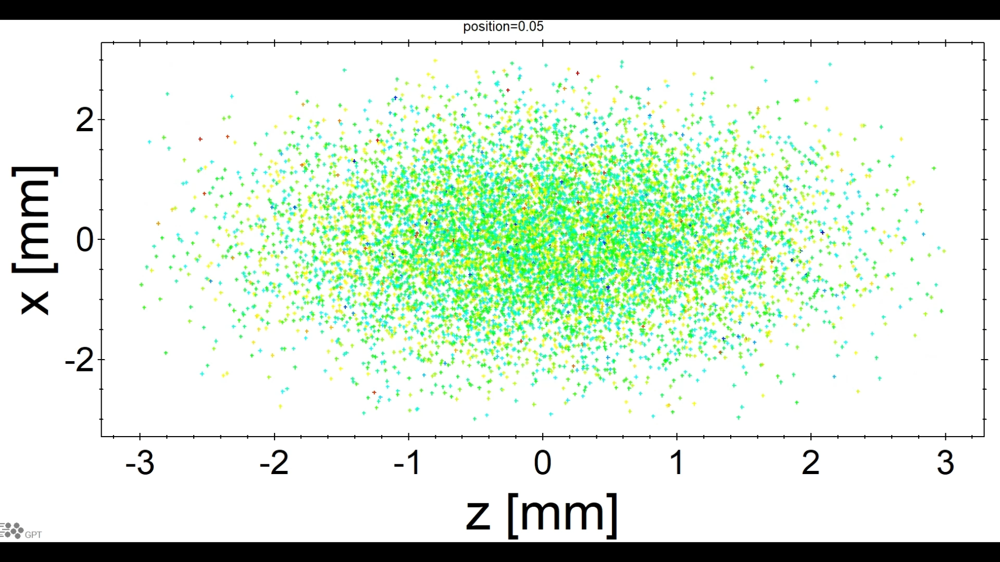 position=0.05
x [mm]
2
0
-2
-3 -2 -1 0 1 2 3
z [mm]
GPT